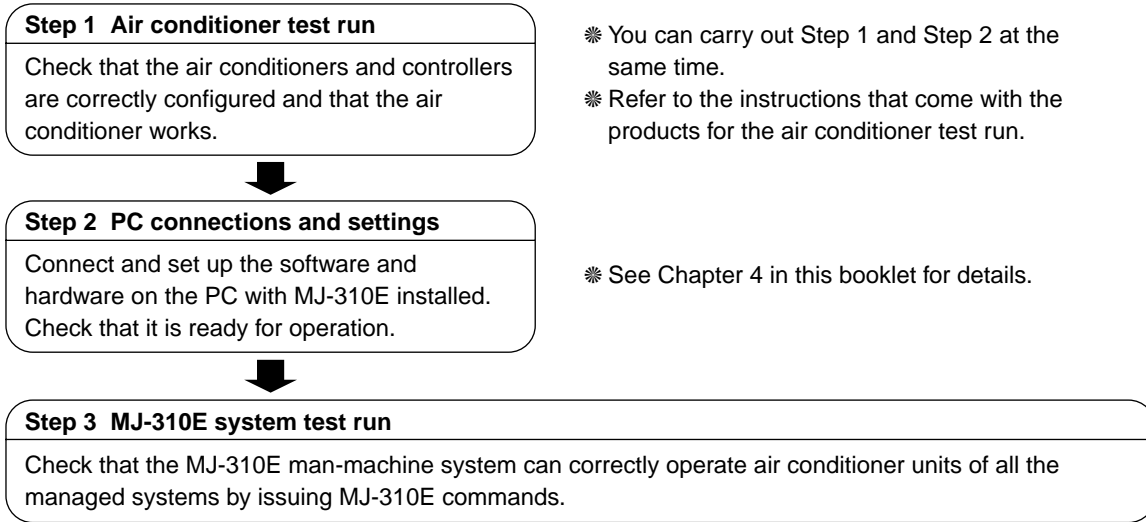 Step 1 Air conditioner test run
Check that the air conditioners and controllers
are correctly configured and that the air
conditioner works.
❊ You can carry out Step 1 and Step 2 at the
same time.
❊ Refer to the instructions that come with the
products for the air conditioner test run.
Step 2 PC connections and settings
Connect and set up the software and
hardware on the PC with MJ-310E installed.
Check that it is ready for operation.
❊ See Chapter 4 in this booklet for details.
Step 3 MJ-310E system test run
Check that the MJ-310E man-machine system can correctly operate air conditioner units of all the
managed systems by issuing MJ-310E commands.